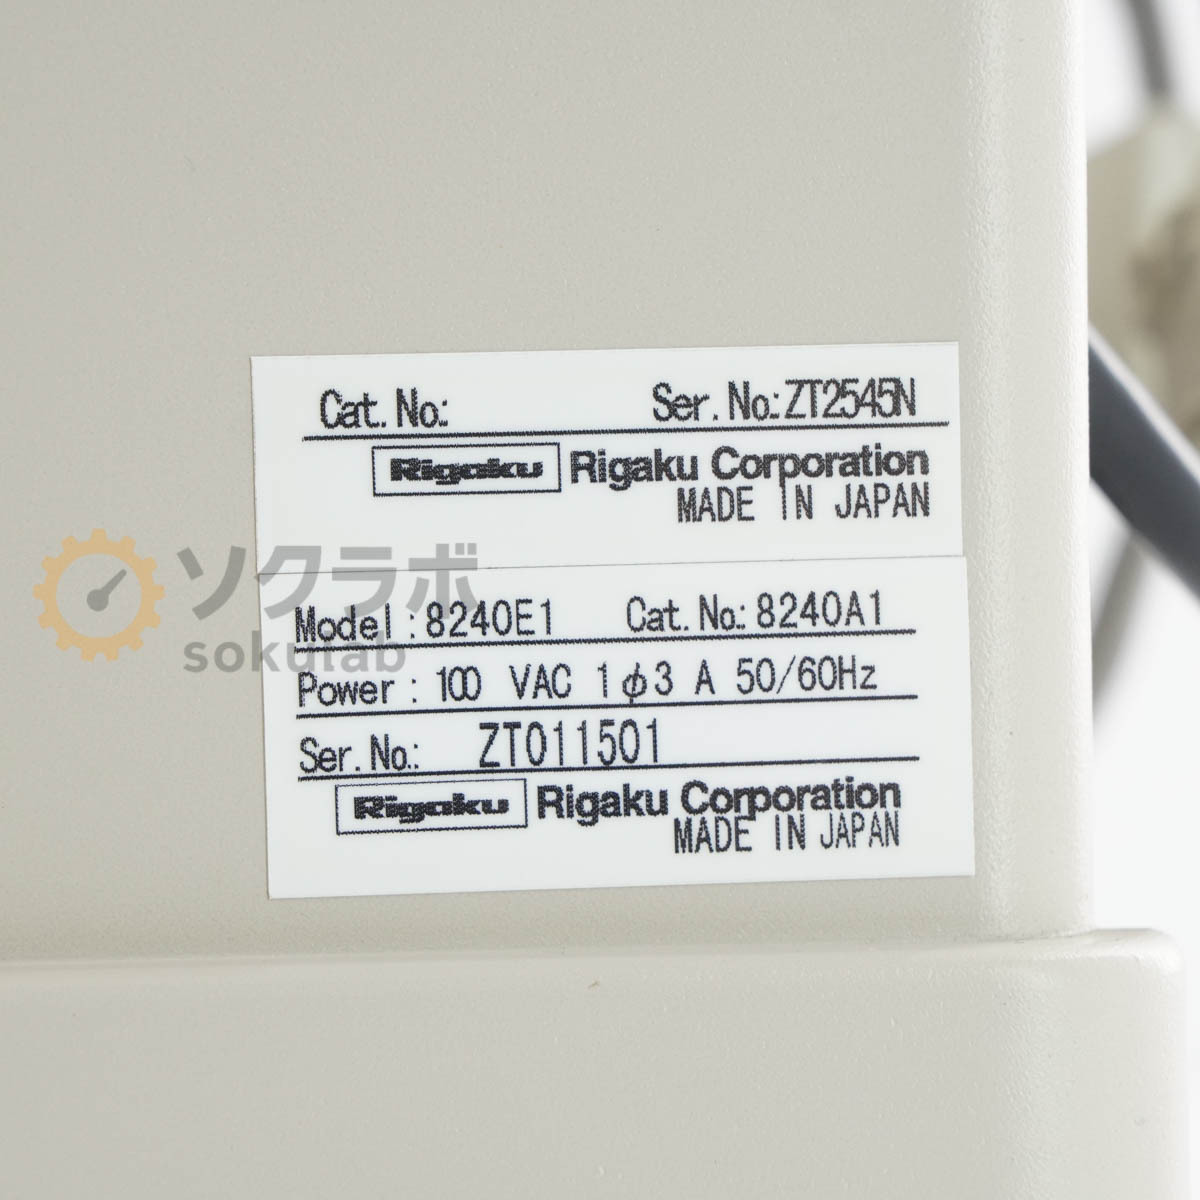 Cat. No.: Ser. No.: ZT2545N
Rigaku Rigaku Corporation
MADE IN JAPAN
ソクラボ
sokulab
Model : 8240E1 Cat. No.: 8240A1
Power : 100 VAC 1φ3 A 50/60Hz
Ser. No.: ZT011501
Rigaku Rigaku Corporation
MADE IN JAPAN